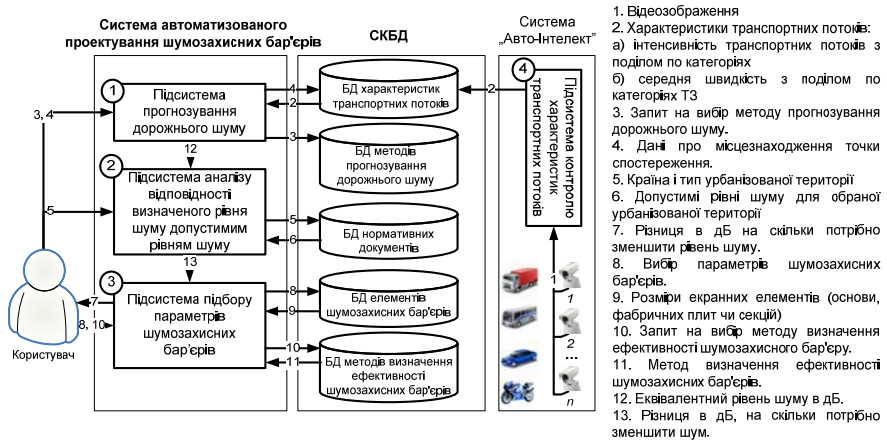 Система автоматизованого
проектування шумозахисних бар'єрів
СКБД
Система
„Авто-Інтелект”
1
Підсистема
прогнозування
дорожнього шуму
2
Підсистема аналізу
відповідності
визначеного рівня
шуму допустимим
рівням шуму
3
Підсистема підбору
параметрів
шумозахисних
бар’єрів
4
Підсистема контролю
характеристик
транспортних потоків
БД характеристик
транспортних потоків
БД методів
прогнозування
дорожнього шуму
БД нормативних
документів
БД елементів
шумозахисних бар'єрів
БД методів визначення
ефективності
шумозахисних бар'єрів
Користувач
3, 4
5
7
8, 10
12
13
4
2
3
5
6
8
9
10
11
2
1
1
2
...
n
1. Відеозображення
2. Характеристики транспортних потоків:
а) інтенсивність транспортних потоків з
поділом по категоріях
б) середня швидкість з поділом по
категоріях ТЗ
3. Запит на вибір методу прогнозування
дорожнього шуму.
4. Дані про місцезнаходження точки
спостереження.
5. Країна і тип урбанізованої території
6. Допустимі рівні шуму для обраної
урбанізованої території
7. Різниця в дБ на скільки потрібно
зменшити рівень шуму.
8. Вибір параметрів шумозахисних
бар'єрів.
9. Розміри екранних елементів (основи,
фабричних плит чи секцій)
10. Запит на вибір методу визначення
ефективності шумозахисного бар'єру.
11. Метод визначення ефективності
шумозахисних бар'єрів.
12. Еквівалентний рівень шуму в дБ.
13. Різниця в дБ, на скільки потрібно
зменшити шум.